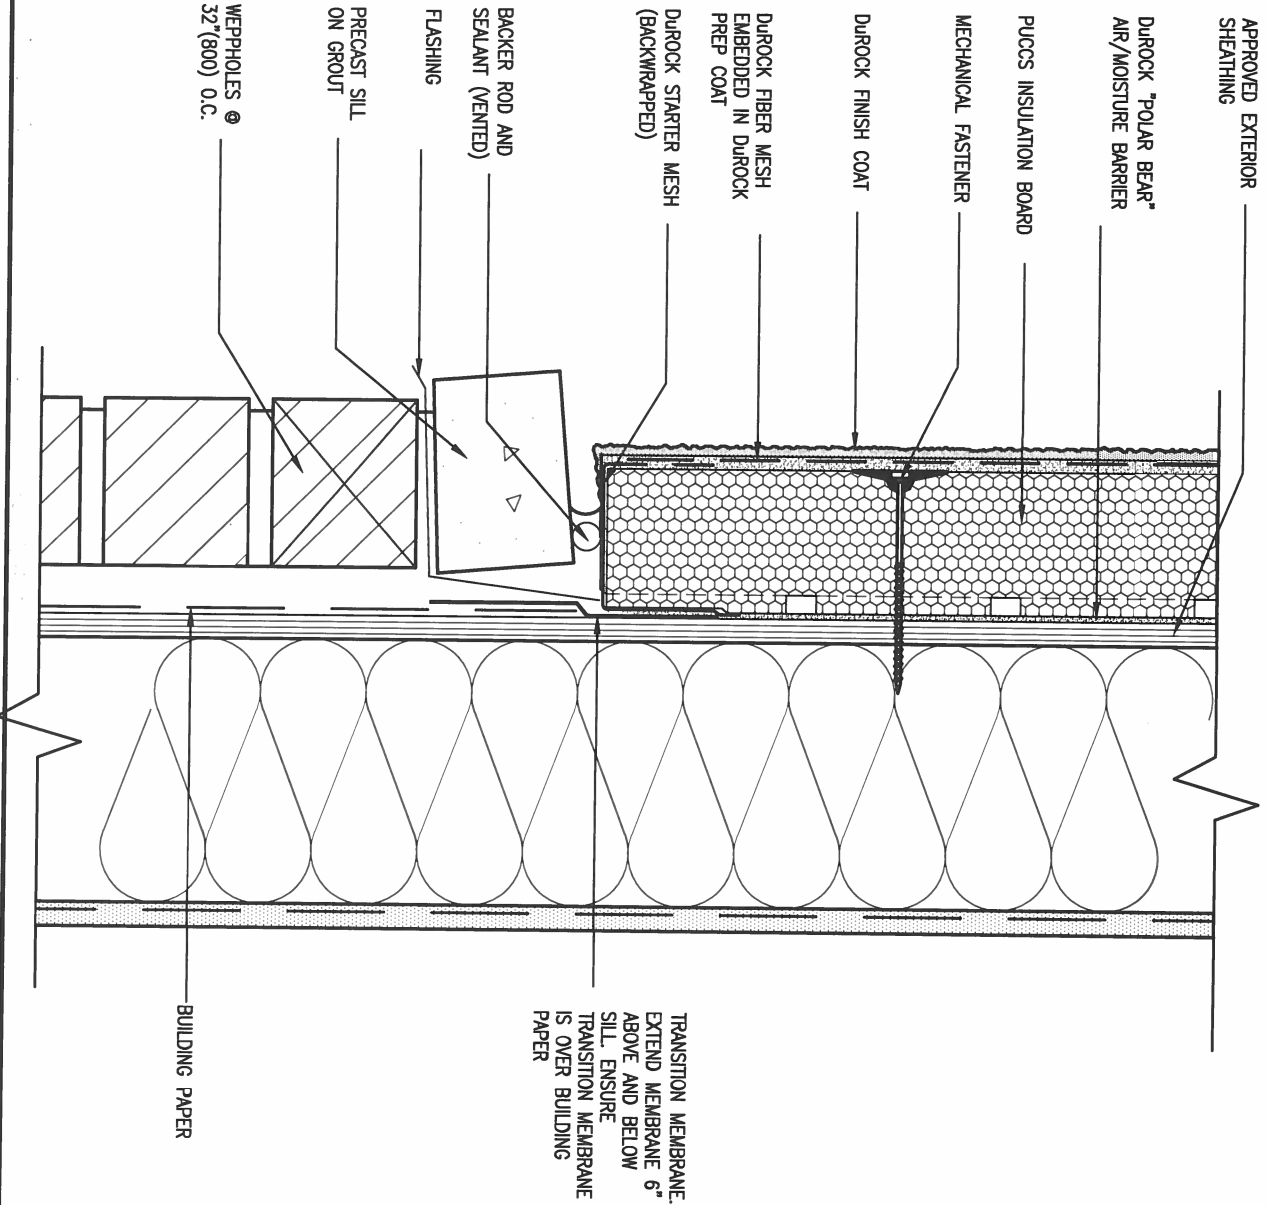 APPROVED EXTERIOR
SHEATHING
DuROCK "POLAR BEAR"
AIR/MOISTURE BARRIER
PUCCS INSULATION BOARD
MECHANICAL FASTENER
DuROCK FINISH COAT
DuROCK FIBER MESH
EMBEDDED IN DuROCK
PREP COAT
DuROCK STARTER MESH
(BACKWRAPPED)
BACKER ROD AND
SEALANT (VENTED)
FLASHING
PRECAST SILL
ON GROUT
WEPPHOLES @
32"(800) O.C.
TRANSITION MEMBRANE.
EXTEND MEMBRANE 6"
ABOVE AND BELOW
SILL. ENSURE
TRANSITION MEMBRANE
IS OVER BUILDING
PAPER
BUILDING PAPER